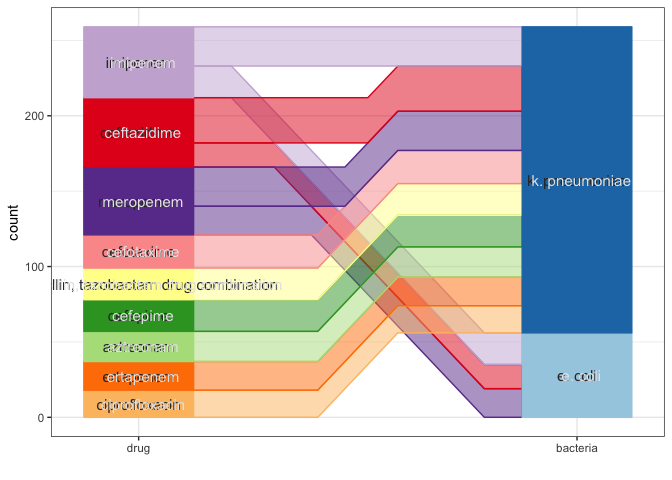 count
200
100
0
imipenem
ceftazidime
meropenem
cefotaxime
llin, tazobactam drug combination
cefepime
aztreonam
ertapenem
ciprofloxacin
k. pneumoniae
e. coli
drug
bacteria